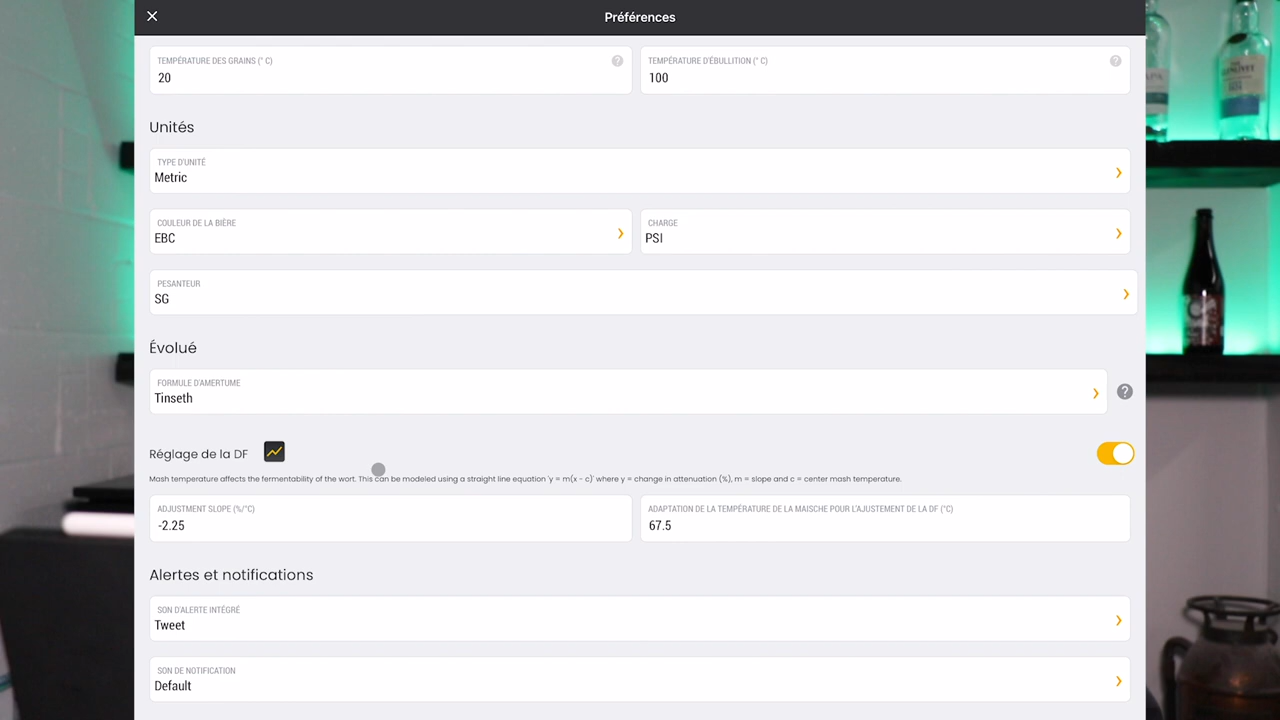 Préférences
TEMPÉRATURE DES GRAINS (° C)
20
TEMPÉRATURE D'ÉBULLITION (° C)
100
Unités
TYPE D'UNITÉ
Metric
COULEUR DE LA BIÈRE
EBC
CHARGE
PSI
PESANTEUR
SG
Évolué
FORMULE D'AMERTUME
Tinseth
Réglage de la DF
Mash temperature affects the fermentability of the wort. This can be modeled using a straight line equation 'y = m(x - c)' where y = change in attenuation (%), m = slope and c = center mash temperature.
ADJUSTMENT SLOPE (%/°C)
-2.25
ADAPTATION DE LA TEMPÉRATURE DE LA MAISCHE POUR L'AJUSTEMENT DE LA DF (°C)
67.5
Alertes et notifications
SON D'ALERTE INTÉGRÉ
Tweet
SON DE NOTIFICATION
Default